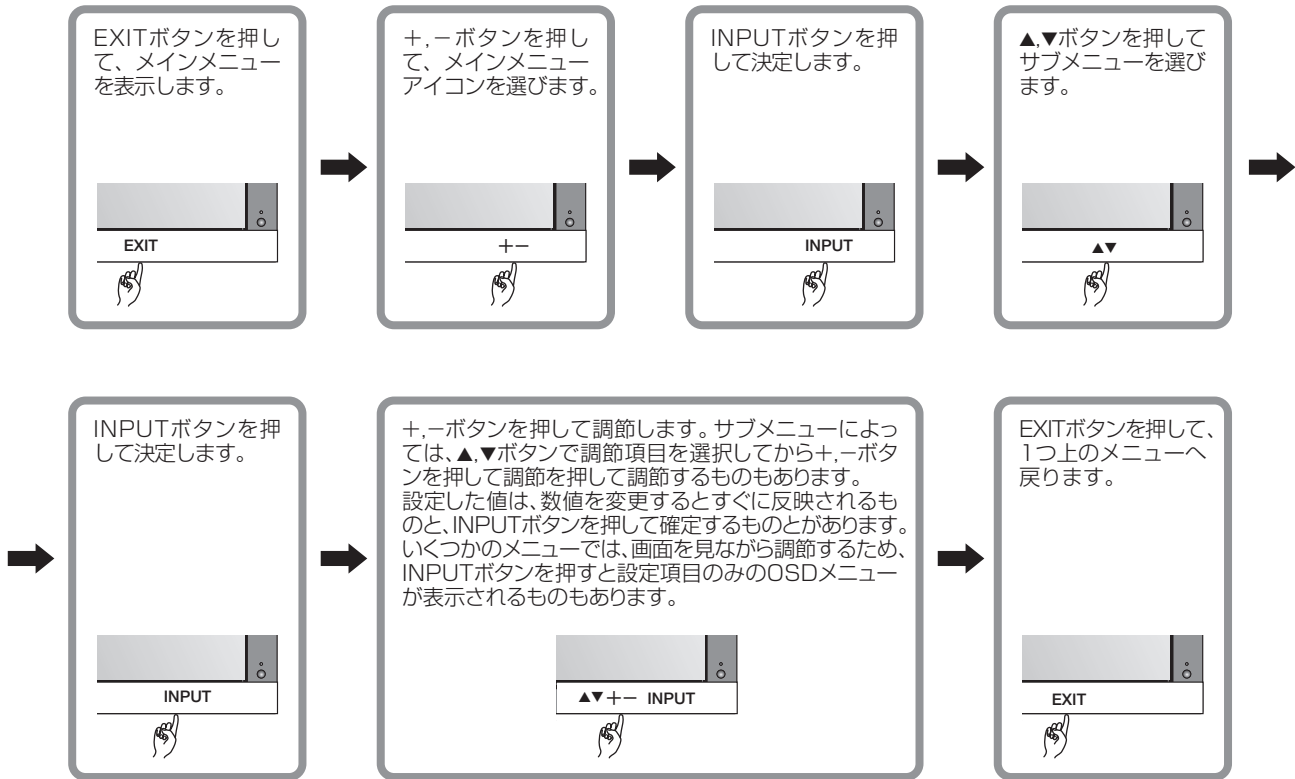 EXITボタンを押し
て、メインメニュー
を表示します。
EXIT
＋,－ボタンを押し
て、メインメニュー
アイコンを選びます。
＋－
INPUTボタンを押
して決定します。
INPUT
▲,▼ボタンを押して
サブメニューを選び
ます。
▲▼
INPUTボタンを押
して決定します。
INPUT
＋,－ボタンを押して調節します。サブメニューによっ
ては、▲,▼ボタンで調節項目を選択してから＋,－ボタ
ンを押して調節を押して調節するものもあります。
設定した値は、数値を変更するとすぐに反映されるも
のと、INPUTボタンを押して確定するものとがあります。
いくつかのメニューでは、画面を見ながら調節するため、
INPUTボタンを押すと設定項目のみのOSDメニュー
が表示されるものもあります。
▲▼＋－ INPUT
EXITボタンを押して、
1つ上のメニューへ
戻ります。
EXIT